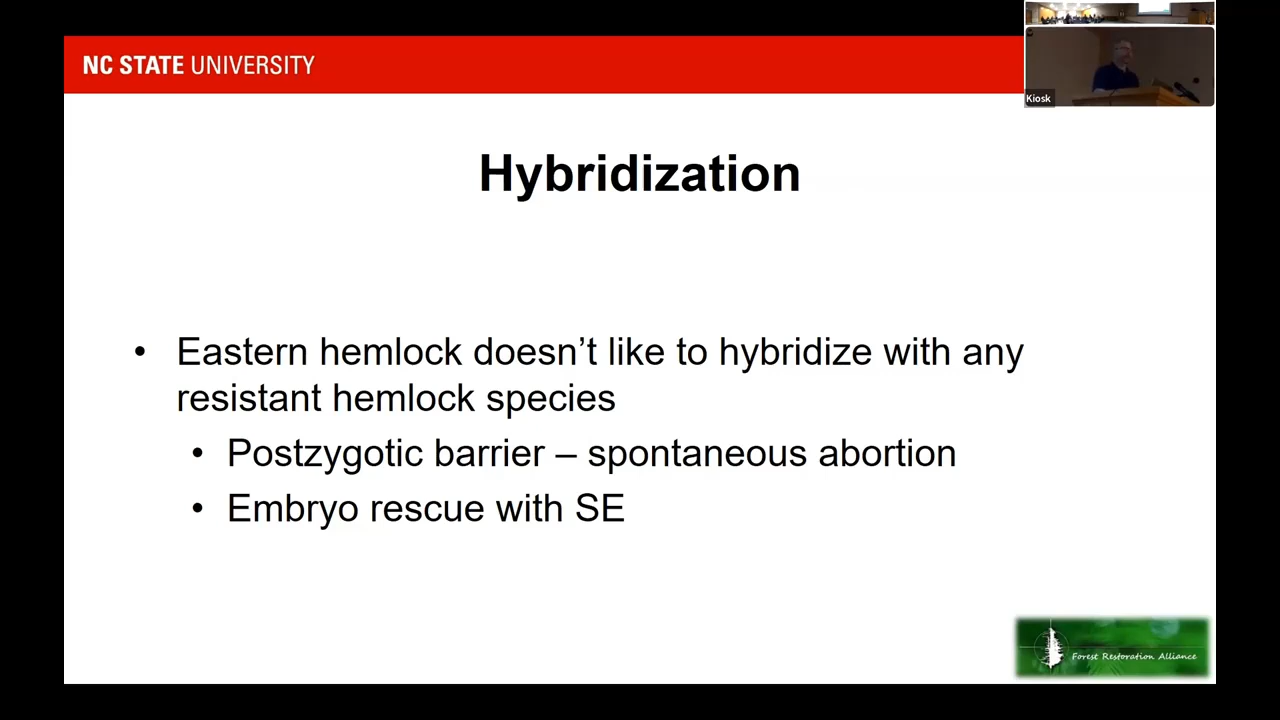 NC STATE UNIVERSITY
Kiosk
Hybridization
• Eastern hemlock doesn’t like to hybridize with any
resistant hemlock species
• Postzygotic barrier – spontaneous abortion
• Embryo rescue with SE
Forest Restoration Alliance